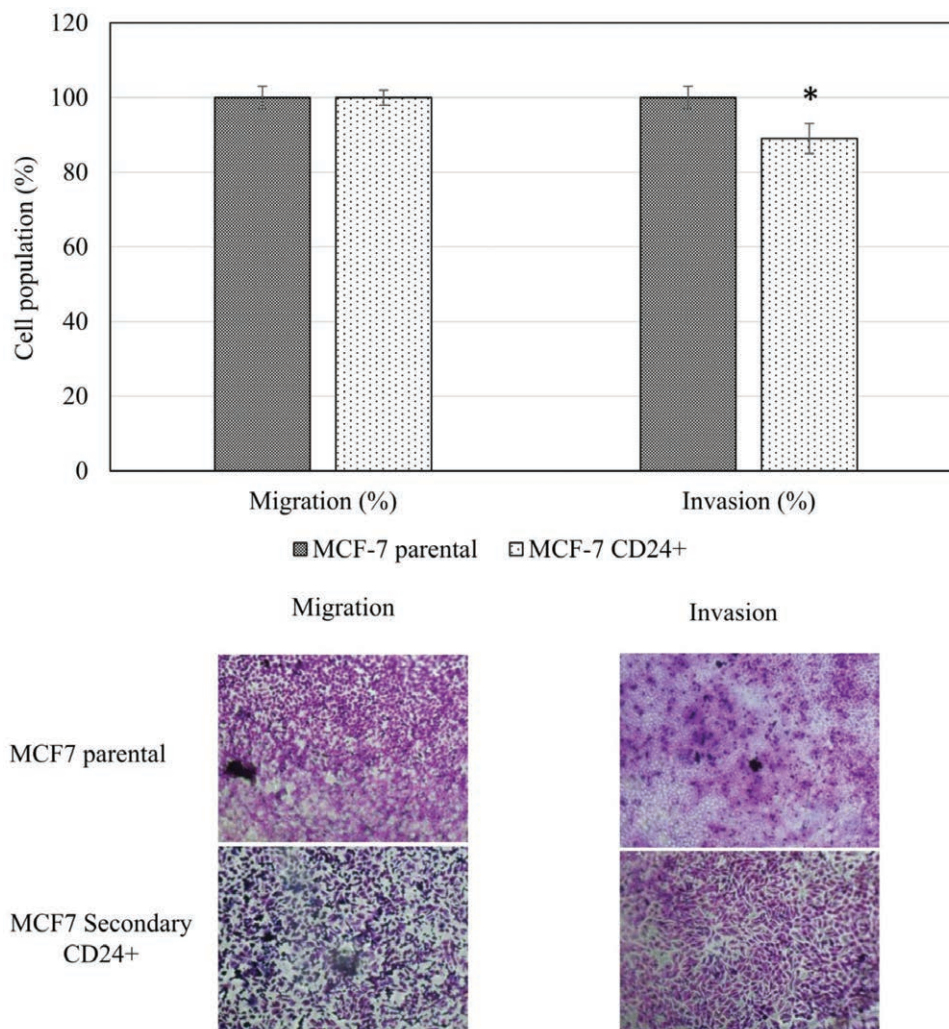 120
100
80
60
40
20
0
Cell population (%)
*
Migration (%)
Invasion (%)
MCF-7 parental
MCF-7 CD24+
Migration
Invasion
MCF7 parental
MCF7 Secondary
CD24+